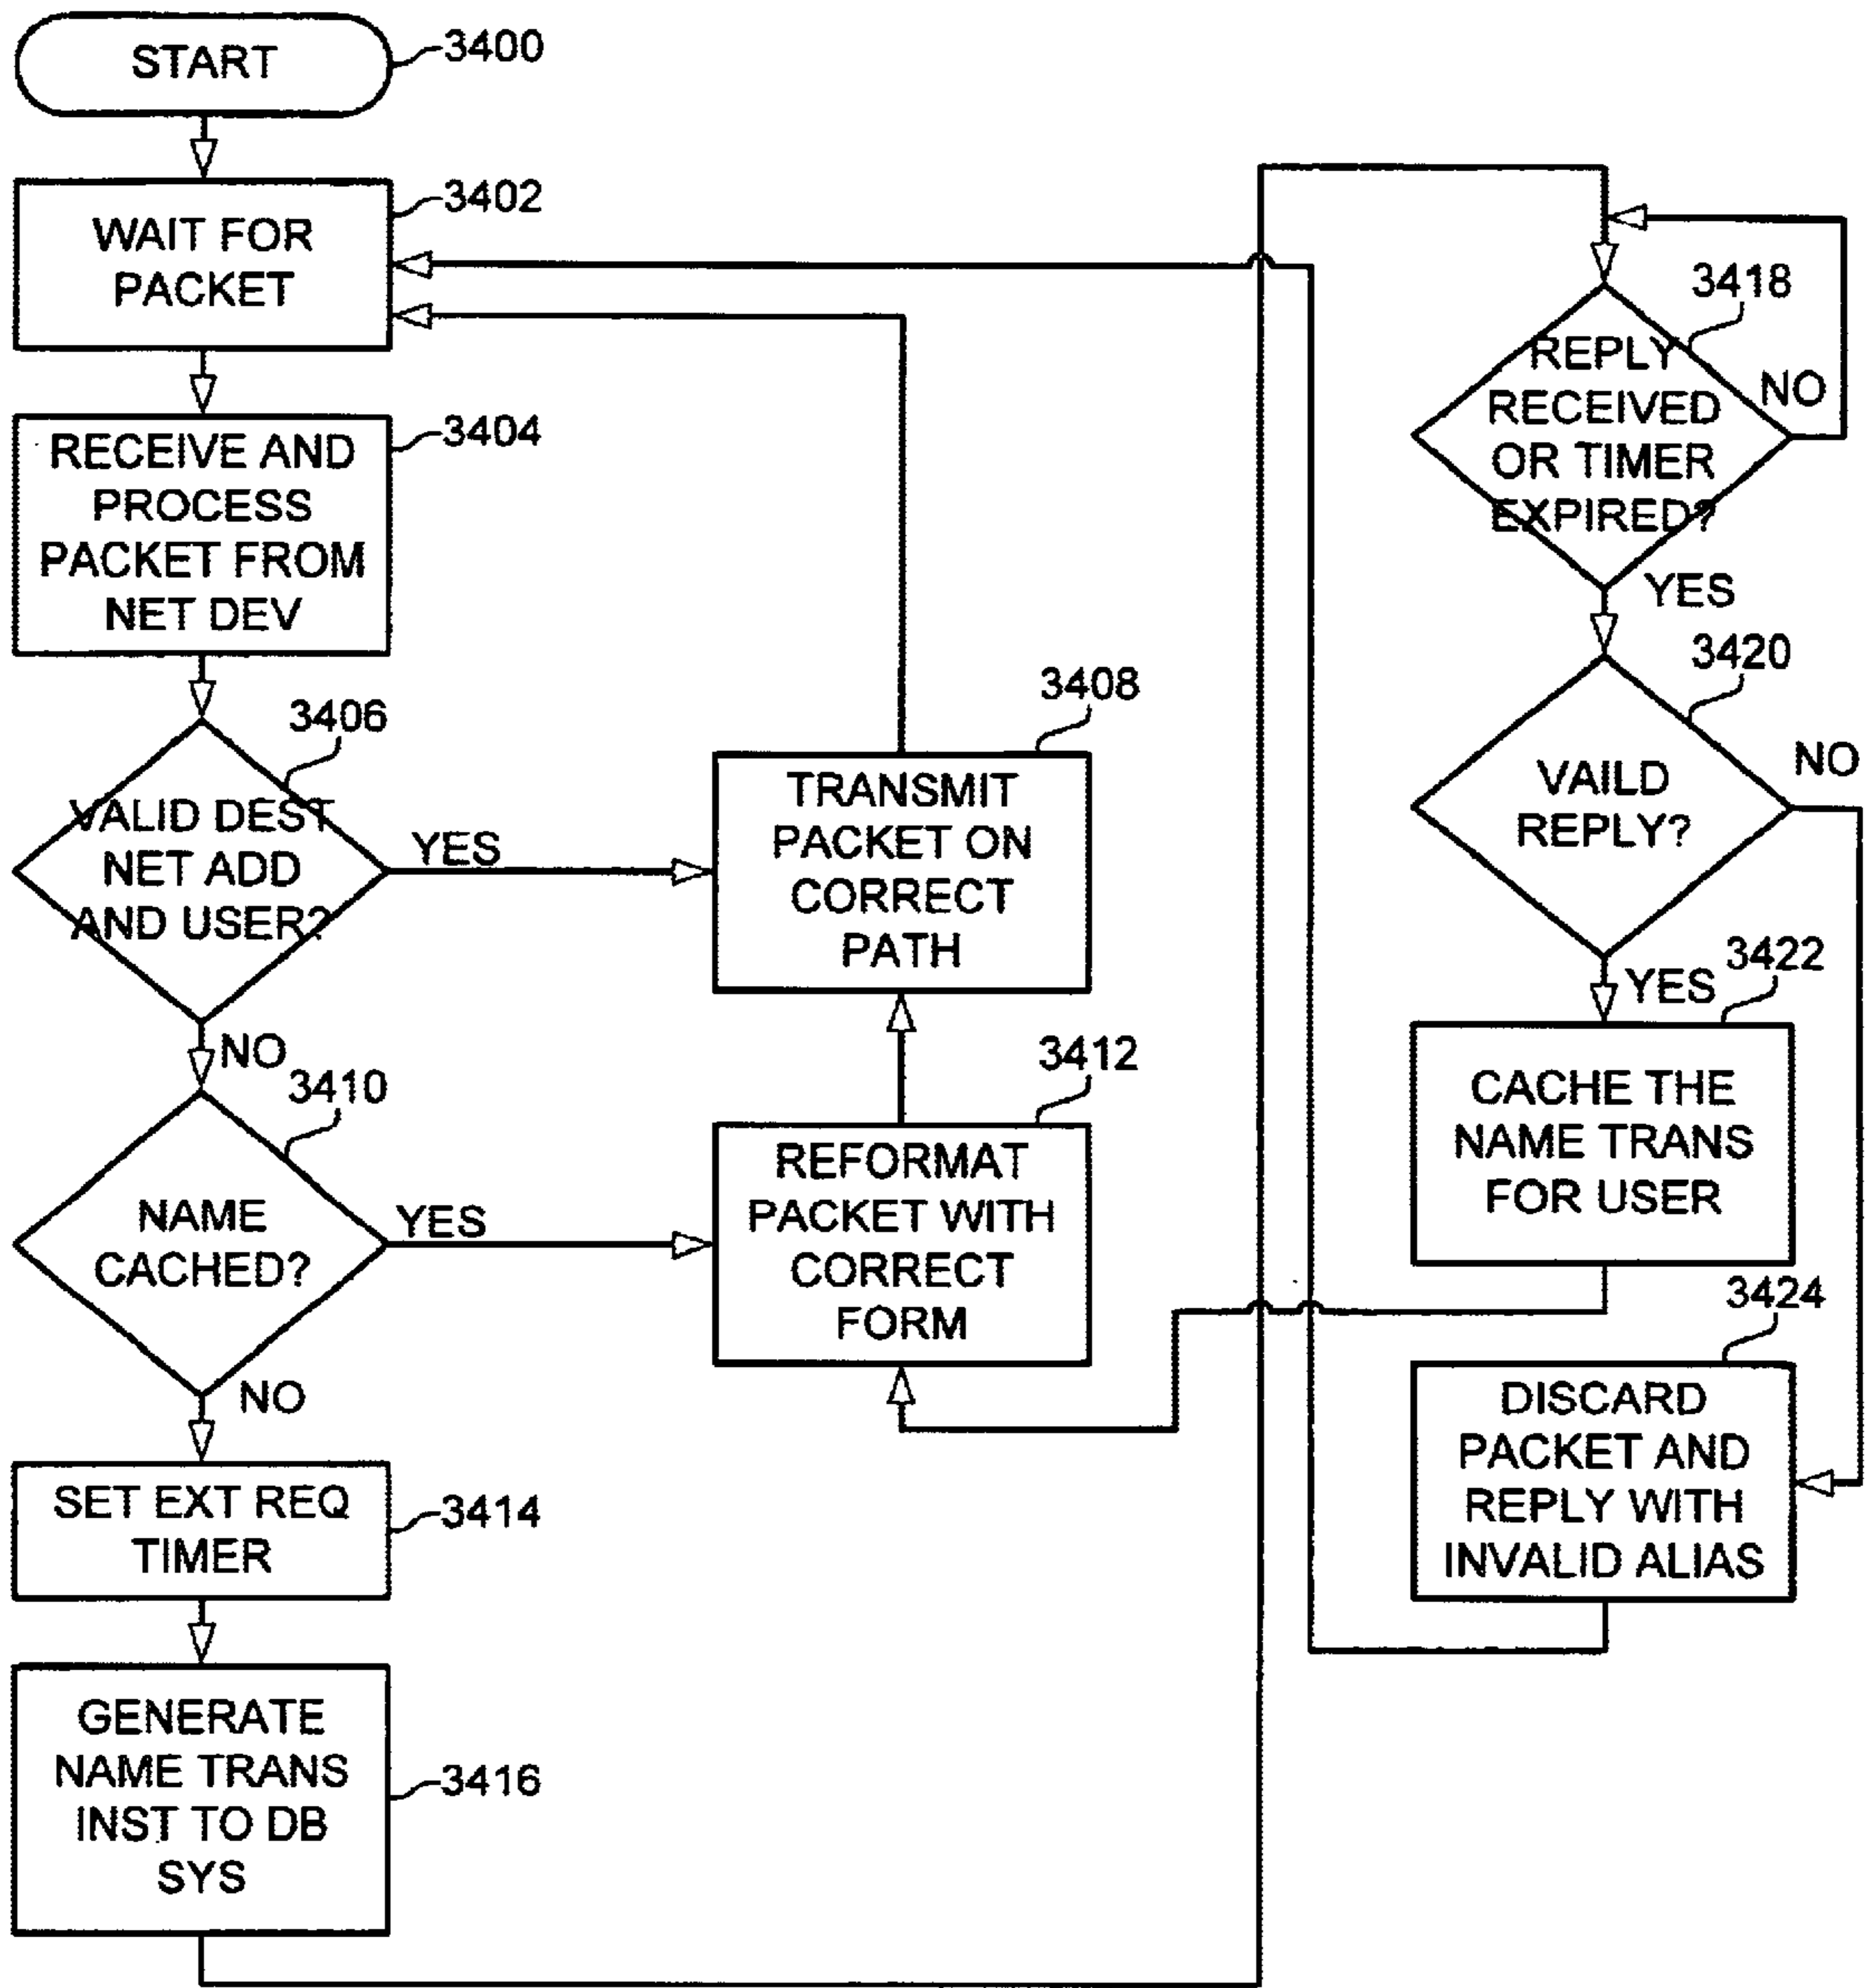 START
3400
WAIT FOR
PACKET
3402
RECEIVE AND
PROCESS
PACKET FROM
NET DEV
3404
VALID DEST
NET ADD
AND USER?
3406
YES
NO
TRANSMIT
PACKET ON
CORRECT
PATH
3408
NAME
CACHED?
3410
YES
NO
REFORMAT
PACKET WITH
CORRECT
FORM
3412
SET EXT REQ
TIMER
3414
GENERATE
NAME TRANS
INST TO DB
SYS
3416
REPLY
RECEIVED
OR TIMER
EXPIRED?
3418
NO
YES
VAILD
REPLY?
3420
NO
YES
CACHE THE
NAME TRANS
FOR USER
3422
DISCARD
PACKET AND
REPLY WITH
INVALID ALIAS
3424